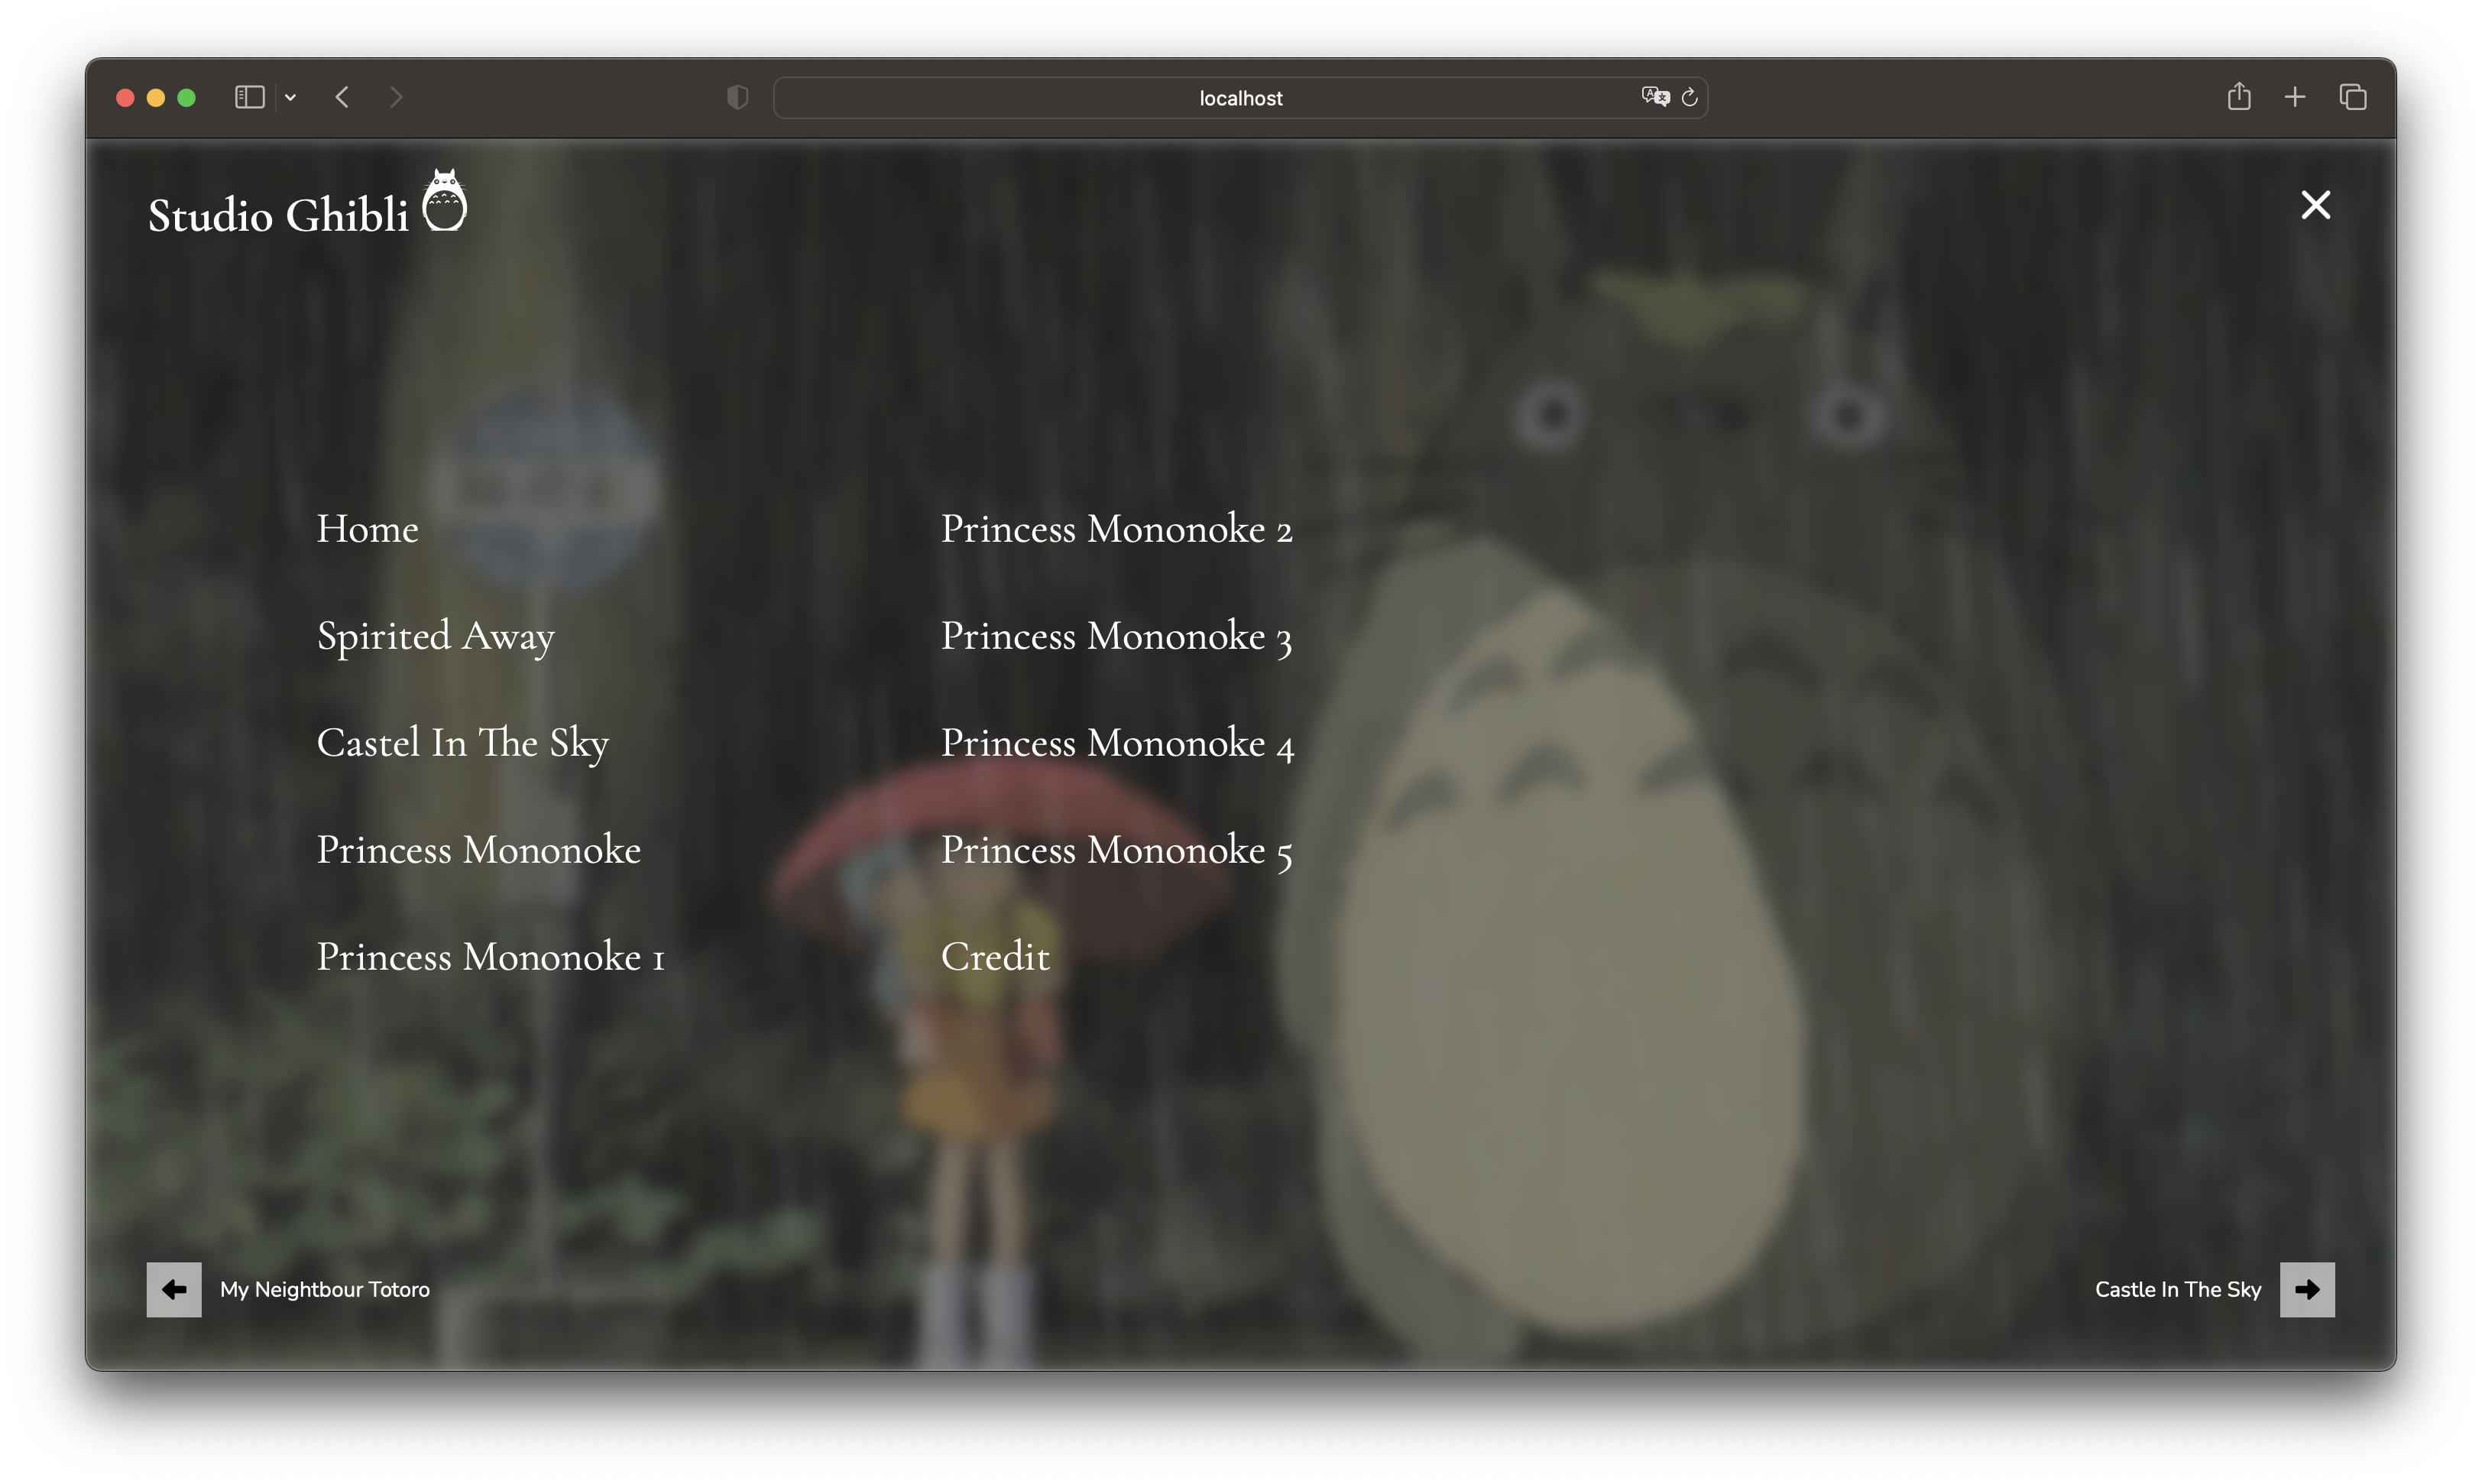 localhost
Studio Ghibli
Home
Spirited Away
Castel In The Sky
Princess Mononoke
Princess Mononoke 1
Princess Mononoke 2
Princess Mononoke 3
Princess Mononoke 4
Princess Mononoke 5
Credit
My Neightbour Totoro
Castle In The Sky